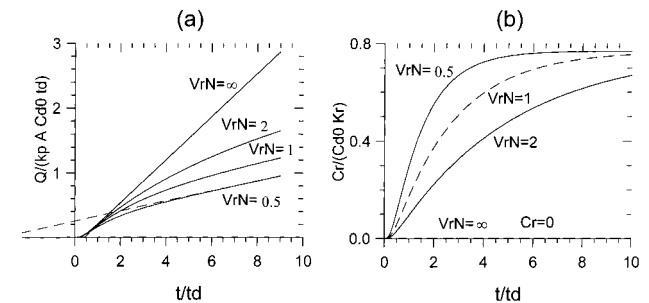 (a)
3
2
1
Q/(kp A Cd0 td)
VrN=∞
VrN= 2
VrN= 1
VrN= 0.5
0
2
4
6
8
10
t/td
(b)
0.8
0.4
0.0
Cr/(Cd0 Kr)
VrN= 0.5
VrN=1
VrN=2
VrN=∞ Cr=0
0
2
4
6
8
10
t/td